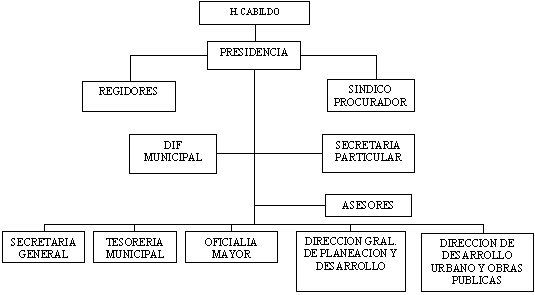 H. CABILDO
PRESIDENCIA
REGIDORES
SINDICO
PROCURADOR
DIF
MUNICIPAL
SECRETARIA
PARTICULAR
ASESORES
SECRETARIA
GENERAL
TESORERIA
MUNICIPAL
OFICIALIA
MAYOR
DIRECCION GRAL.
DE PLANEACION Y
DESARROLLO
DIRECCION DE
DESARROLLO
URBANO Y OBRAS
PUBLICAS